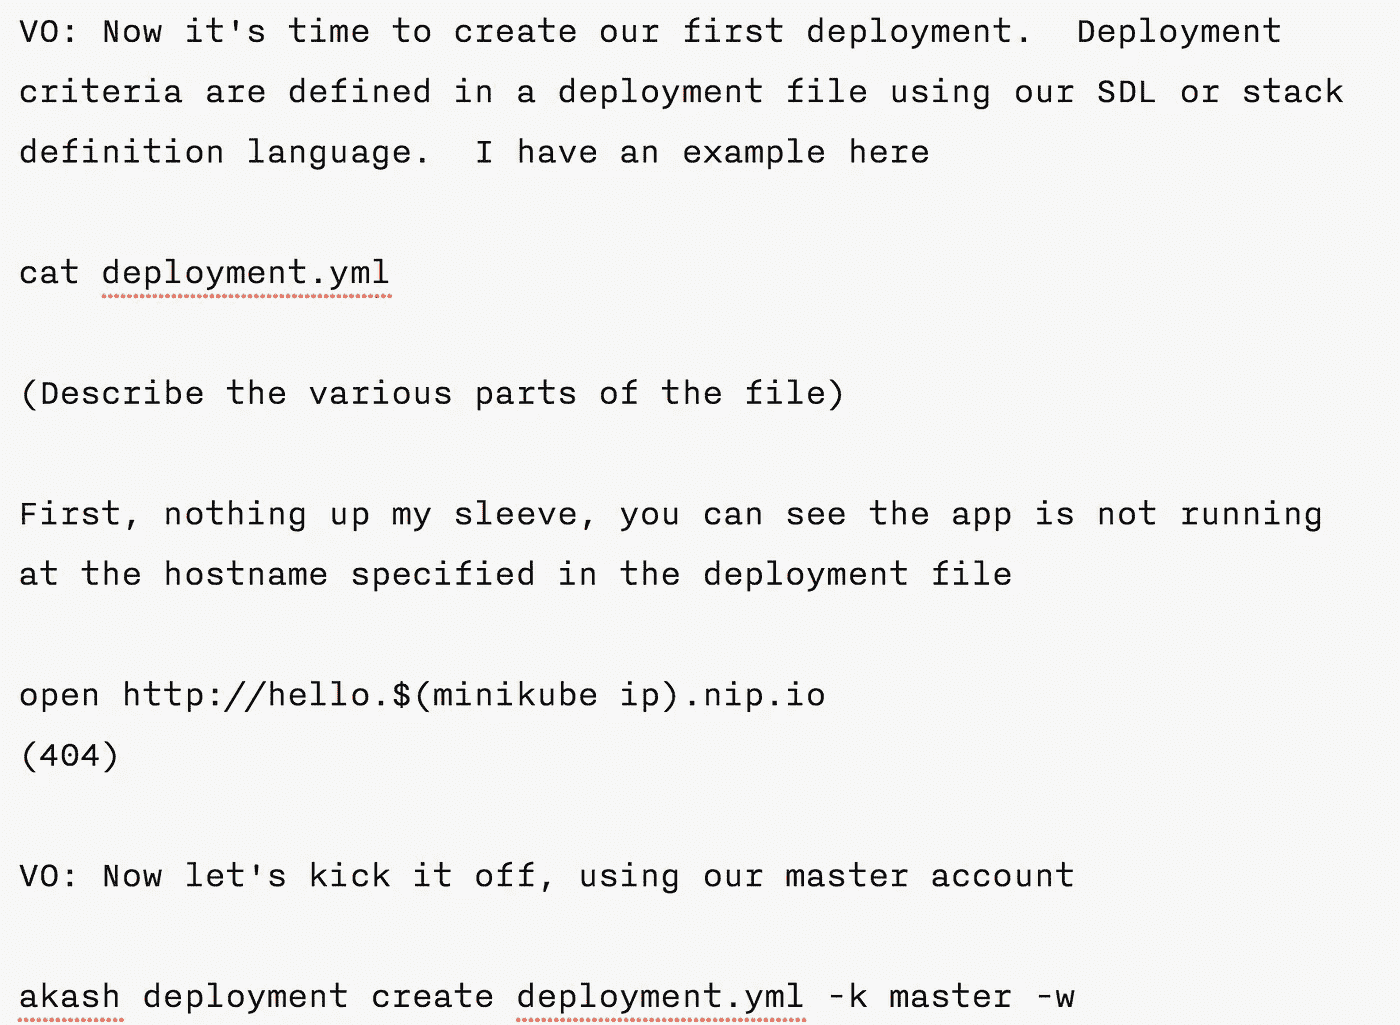 VO: Now it's time to create our first deployment.  Deployment
criteria are defined in a deployment file using our SDL or stack
definition language.  I have an example here
cat deployment.yml
(Describe the various parts of the file)
First, nothing up my sleeve, you can see the app is not running
at the hostname specified in the deployment file
open http://hello.$(minikube ip).nip.io
(404)
VO: Now let's kick it off, using our master account
akash deployment create deployment.yml -k master -w